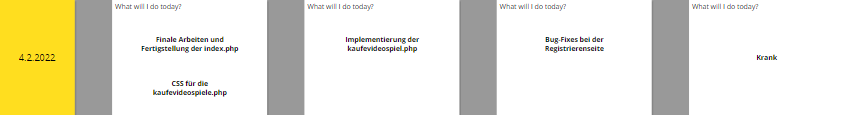 4.2.2022
What will I do today?
Finale Arbeiten und
Fertigstellung der index.php
CSS für die
kaufevideospiele.php
What will I do today?
Implementierung der
kaufevideospiel.php
What will I do today?
Bug-Fixes bei der
Registrierenseite
What will I do today?
Krank